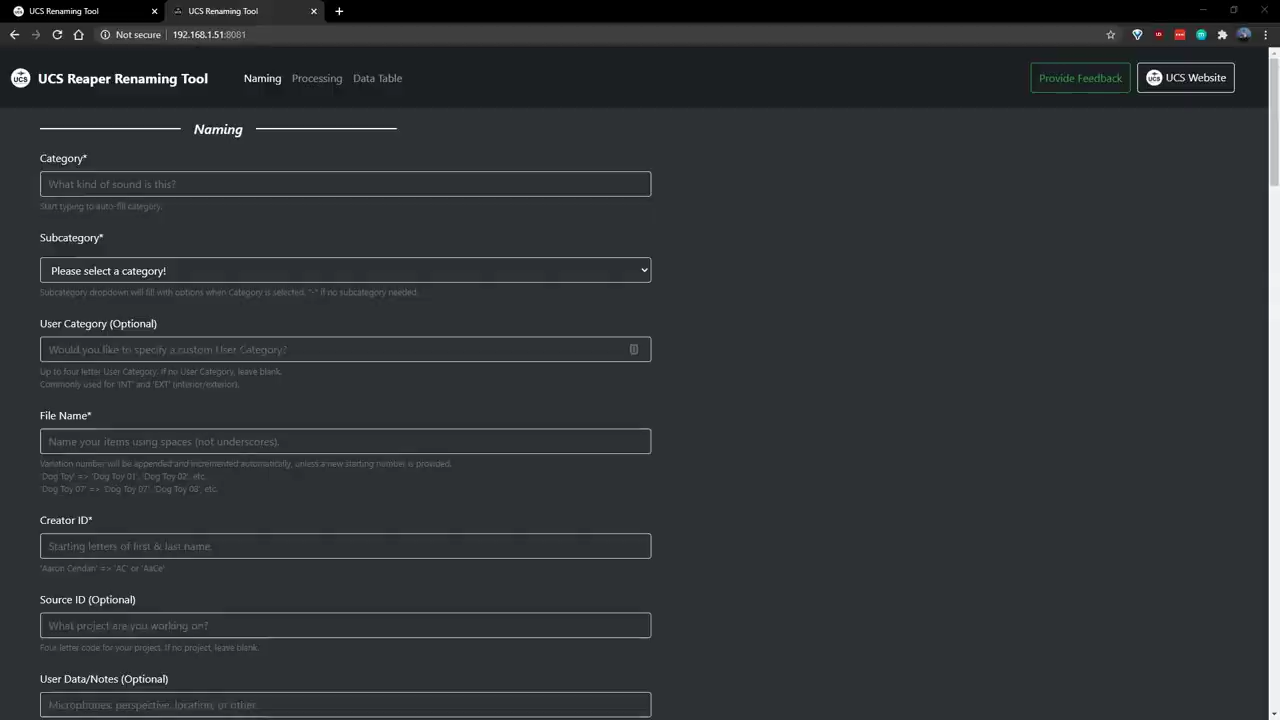 UCS Renaming Tool
UCS Renaming Tool
Not secure 192.168.1.51:8081
UCS
UCS Reaper Renaming Tool
Naming Processing Data Table
Provide Feedback
UCS UCS Website
Naming
Category*
What kind of sound is this?
Start typing to auto-fill category.
Subcategory*
Please select a category!
Subcategory dropdown will fill with options when Category is selected. "-" if no subcategory needed.
User Category (Optional)
Would you like to specify a custom User Category?
Up to four letter User Category. If no User Category, leave blank.
Commonly used for 'INT' and 'EXT' (interior/exterior).
File Name*
Name your items using spaces (not underscores).
Variation number will be appended and incremented automatically, unless a new starting number is provided.
'Dog Toy' => 'Dog Toy 01', 'Dog Toy 02', etc.
'Dog Toy 07' => 'Dog Toy 07' 'Dog Toy 08', etc.
Creator ID*
Starting letters of first & last name
'Aaron Cendan' => 'AC' or 'AaCe'
Source ID (Optional)
What project are you working on?
Four letter code for your project. If no project, leave blank.
User Data/Notes (Optional)
Microphones, perspective, location, or other.